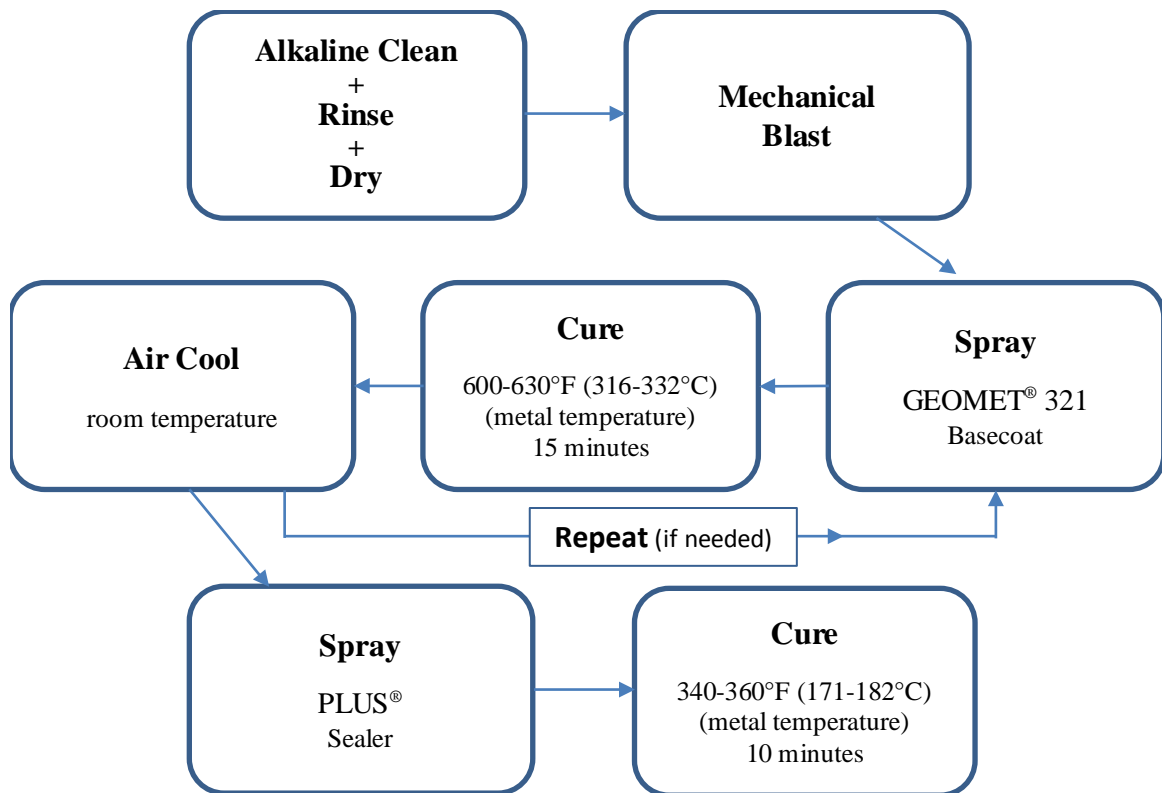 Alkaline Clean
+
Rinse
+
Dry
Mechanical
Blast
Spray
GEOMET® 321
Basecoat
Cure
600-630°F (316-332°C)
(metal temperature)
15 minutes
Air Cool
room temperature
Repeat (if needed)
Spray
PLUS®
Sealer
Cure
340-360°F (171-182°C)
(metal temperature)
10 minutes